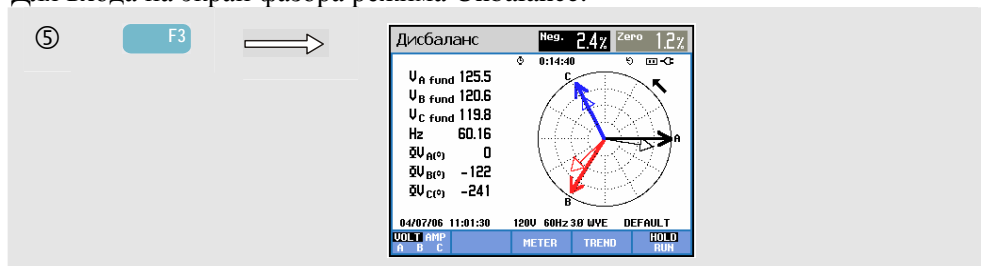 Для входа на экран фазора режима Unbalance:
⑤ F3
Дисбаланс Neg. 2.4% Zero 1.2%
0:14:40
V A fund 125.5
V B fund 120.6
V C fund 119.8
Hz 60.16
ΦV A(°) 0
ΦV B(°) -122
ΦV C(°) -241
C
A
B
04/07/06 11:01:30 120V 60Hz 3Ø WYE DEFAULT
VOLT AMP METER TREND HOLD
A B C RUN